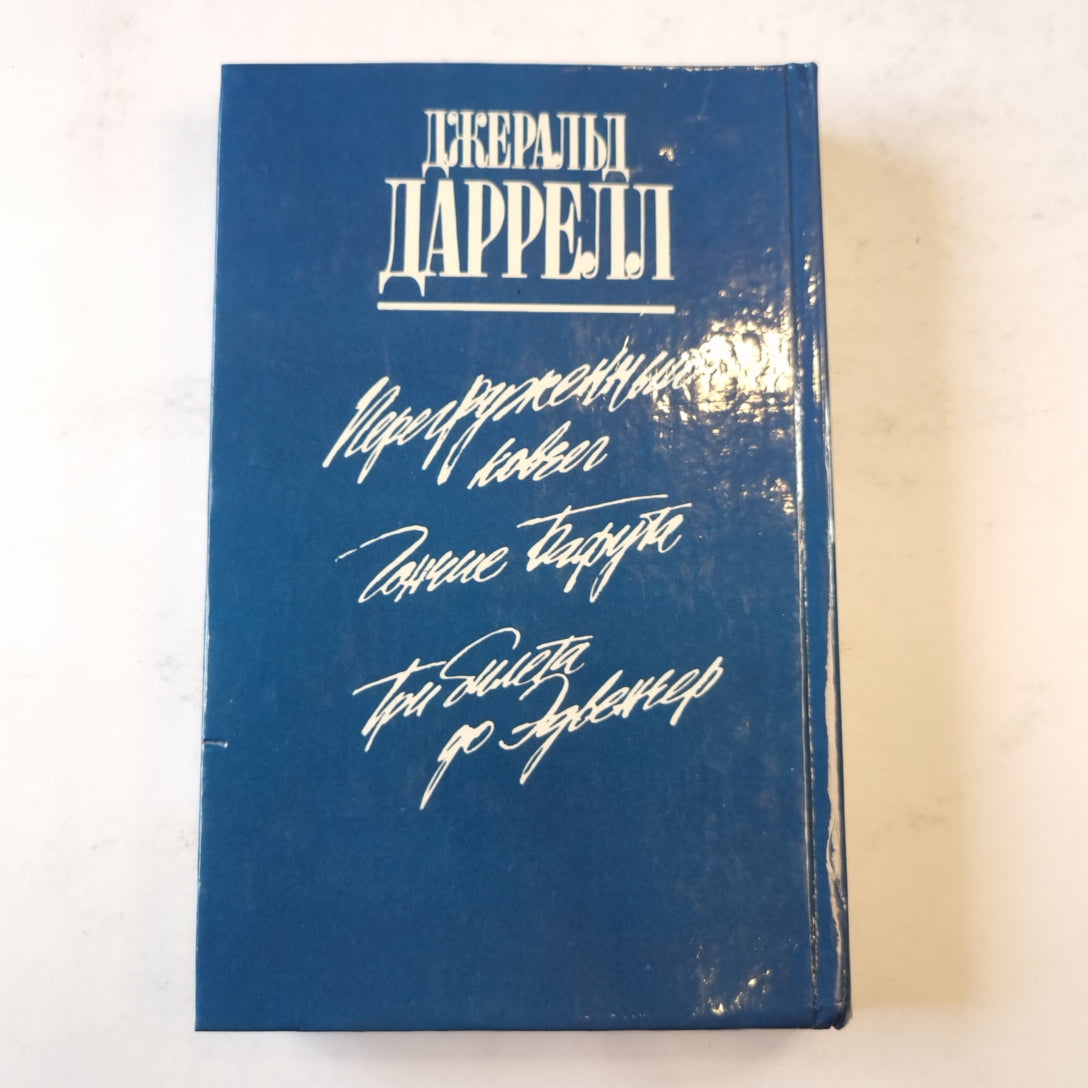 ДЖЕРАЛЬД
ДАРРЕЛЛ
Перегруженный
ковчег
Гончие Бафута
Три билета
до Эдвенчер